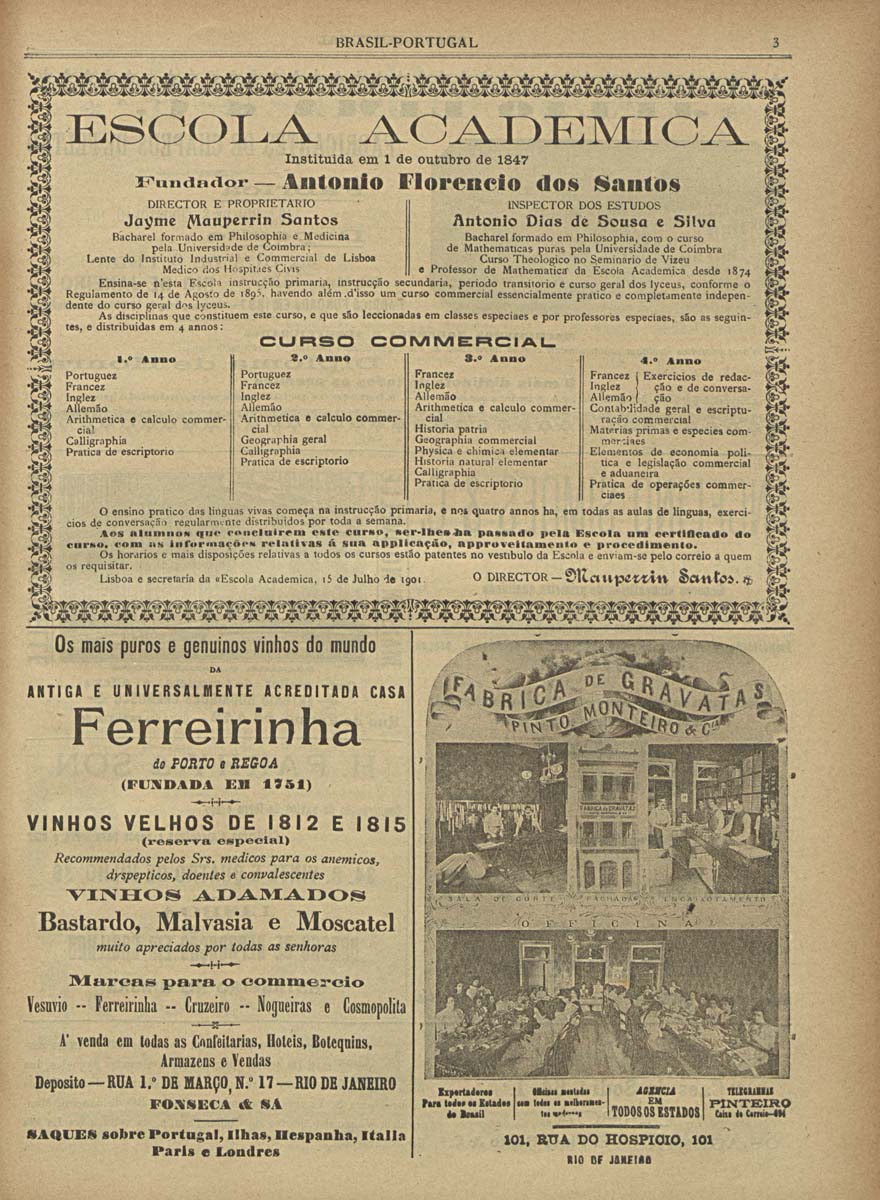 BRASIL-PORTUGAL
3
ESCOLA ACADEMICA
Instituida em 1 de outubro de 1847
Fundador — Antonio Florencio dos Santos
DIRECTOR E PROPRIETARIO
Jayme Mauperrin Santos
Bacharel formado em Philosophia e Medicina
pela Universidade de Coimbra;
Lente do Instituto Industrial e Commercial de Lisboa
Medico dos Hospitaes Civis
INSPECTOR DOS ESTUDOS
Antonio Dias de Sousa e Silva
Bacharel formado em Philosophia, com o curso
de Mathematicas puras pela Universidade de Coimbra
Curso Theologico no Seminario de Vizeu
e Professor de Mathematica da Escola Academica desde 1874
Ensina-se n'esta Escola instrucção primaria, instrucção secundaria, periodo transitorio e curso geral dos lyceus, conforme o
Regulamento de 14 de Agosto de 1895, havendo além d'isso um curso commercial essencialmente pratico e completamente indepen-
dente do curso geral dos lyceus.
As disciplinas que constituem este curso, e que são leccionadas em classes especiaes e por professores especiaes, são as seguin-
tes, e distribuidas em 4 annos:
CURSO COMMERCIAL
1.º Anno
Portuguez
Francez
Inglez
Allemão
Arithmetica e calculo commer-
cial
Calligraphia
Pratica de escriptorio
2.º Anno
Portuguez
Francez
Inglez
Allemão
Arithmetica e calculo commer-
cial
Geographia geral
Calligraphia
Pratica de escriptorio
3.º Anno
Francez
Inglez
Allemão
Arithmetica e calculo commer-
cial
Historia patria
Geographia commercial
Physica e chimica elementar
Historia natural elementar
Calligraphia
Pratica de escriptorio
4.º Anno
Francez { Exercicios de redac-
Inglez { ção e de conversa-
Allemão { ção
Contabilidade geral e escriptu-
ração commercial
Materias primas e especies com-
merciaes
Elementos de economia poli-
tica e legislação commercial
e aduaneira
Pratica de operações commer-
ciaes
O ensino pratico das linguas vivas começa na instrucção primaria, e nos quatro annos ha, em todas as aulas de linguas, exerci-
cios de conversação regularmente distribuidos por toda a semana.
Aos alumnos que concluirem este curso, ser-lhes-ha passado pela Escola um certificado do
curso, com as informações relativas á sua applicação, approveitamento e procedimento.
Os horarios e mais disposições relativas a todos os cursos estão patentes no vestibulo da Escola e enviam-se pelo correio a quem
os requisitar.
Lisboa e secretaria da «Escola Academica, 15 de Julho de 1901.
O DIRECTOR — Mauperrin Santos.
Os mais puros e genuinos vinhos do mundo
DA
ANTIGA E UNIVERSALMENTE ACREDITADA CASA
Ferreirinha
do PORTO e REGOA
(FUNDADA EM 1751)
VINHOS VELHOS DE 1812 E 1815
(reserva especial)
Recommendados pelos Srs. medicos para os anemicos,
dyspepticos, doentes e convalescentes
VINHOS ADAMADOS
Bastardo, Malvasia e Moscatel
muito apreciados por todas as senhoras
Marcas para o commercio
Vesuvio -- Ferreirinha -- Cruzeiro -- Nogueiras e Cosmopolita
A' venda em todas as Confeitarias, Hoteis, Botequins,
Armazens e Vendas
Deposito — RUA 1.º DE MARÇO, N.º 17 — RIO DE JANEIRO
FONSECA & SÁ
SAQUES sobre Portugal, Ilhas, Hespanha, Italia
Paris e Londres
FABRICA DE GRAVATAS
PINTO, MONTEIRO & Cia
FABRICA DE GRAVATAS
SALA DE CORTE
FACHADA
ENCAIXOTAMENTO
OFFICINA
Exportadores
Para todos os Estados
do Brasil
Officinas montadas
com todos os melhoramen-
tos modernos
AGENCIA
EM
TODOS OS ESTADOS
TELEGRAMMAS
PINTEIRO
Caixa do Correio—
101, RUA DO HOSPICIO, 101
RIO DE JANEIRO